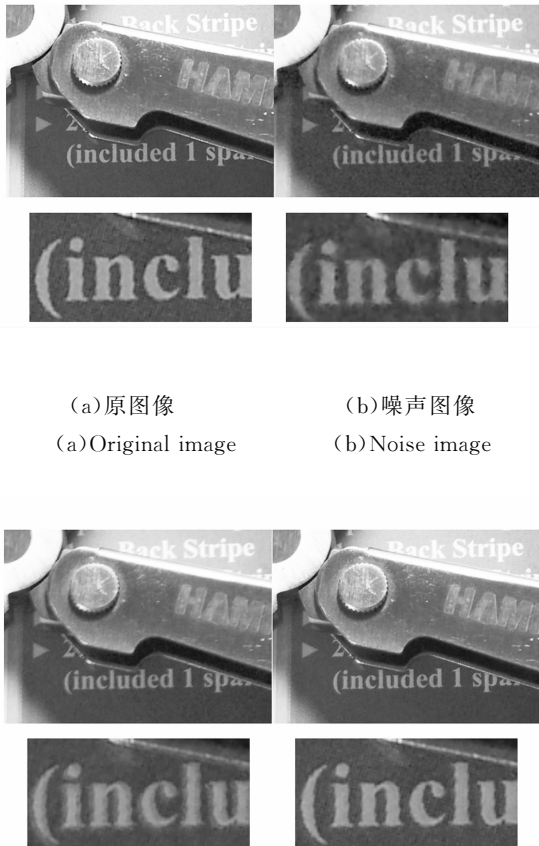 Back Stripe
HAM
(included 1 spa
Back Stripe
HAM
(included 1 spa
(inclu
(inclu
(a)原图像
(b)噪声图像
(a)Original image
(b)Noise image
Back Stripe
HAM
(included 1 spa
Back Stripe
HAM
(included 1 spa
(inclu
(inclu